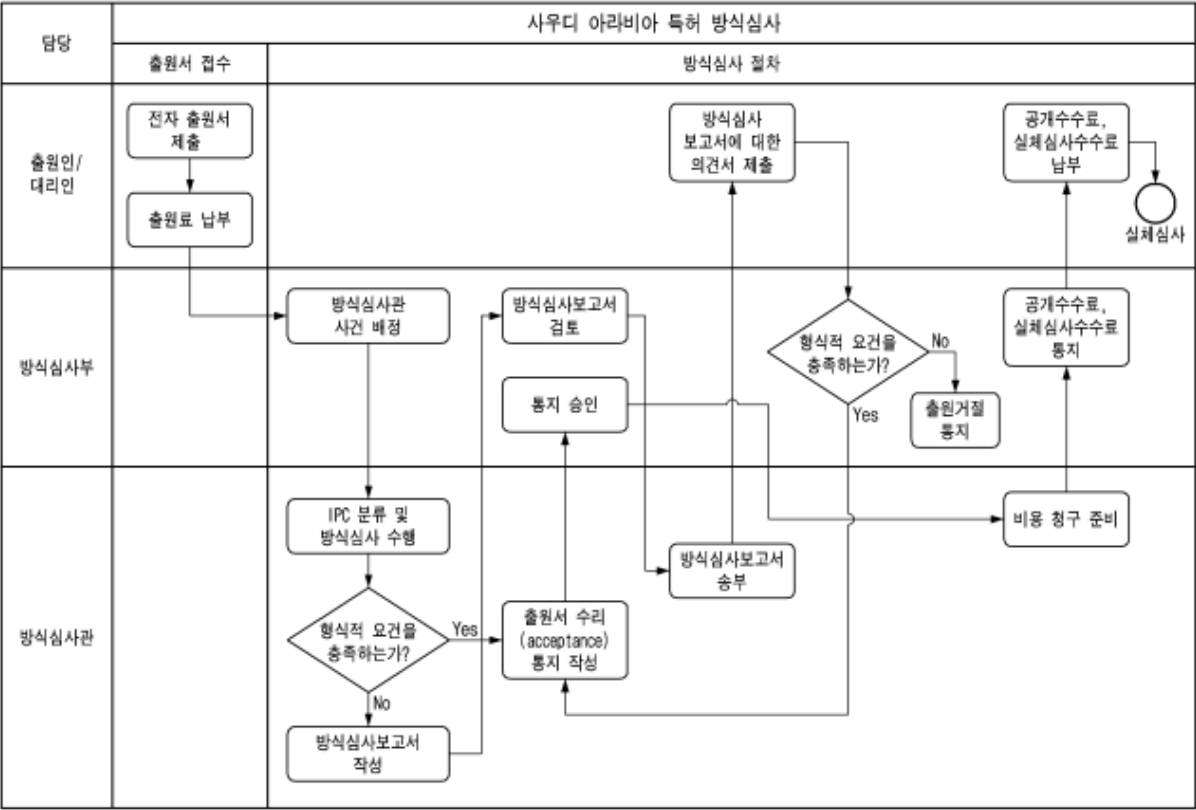 사우디 아라비아 특허 방식심사
담당
출원서 접수
방식심사 절차
출원인/
대리인
전자 출원서
제출
출원료 납부
방식심사
보고서에 대한
의견서 제출
공개수수료,
실체심사수수료
납부
실체심사
방식심사부
방식심사관
사건 배정
방식심사보고서
검토
통지 승인
형식적 요건을
충족하는가?
No
Yes
출원거절
통지
공개수수료,
실체심사수수료
통지
방식심사관
IPC 분류 및
방식심사 수행
형식적 요건을
충족하는가?
Yes
No
방식심사보고서
작성
출원서 수리
(acceptance)
통지 작성
방식심사보고서
송부
비용 청구 준비